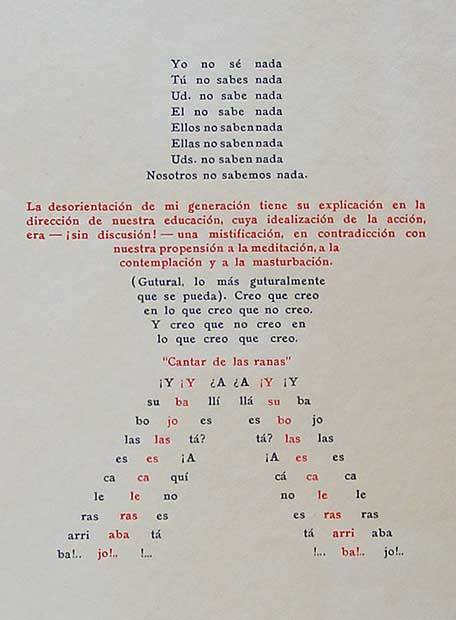 Yo no sé nada
Tú no sabes nada
Ud. no sabe nada
El no sabe nada
Ellos no saben nada
Ellas no saben nada
Uds. no saben nada
Nosotros no sabemos nada.
La desorientación de mi generación tiene su explicación en la
dirección de nuestra educación, cuya idealización de la acción,
era — ¡sin discusión! — una mistificación, en contradicción con
nuestra propensión a la meditación, a la
contemplación y a la masturbación.
(Gutural, lo más guturalmente
que se pueda). Creo que creo
en lo que creo que no creo.
Y creo que no creo en
lo que creo que creo.
"Cantar de las ranas"
¡Y ¡Y ¿A ¿A ¡Y ¡Y
su ba llí llá su ba
bo jo es es bo jo
las las tá? tá? las las
es es ¡A ¡A es es
ca ca quí cá ca ca
le le no no le le
ras ras es es ras ras
arri aba tá tá arri aba
ba!.. jo!.. !... !... ba!.. jo!..